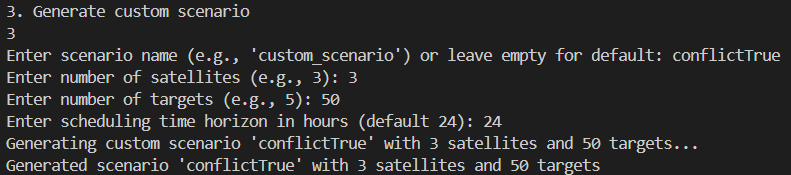 3. Generate custom scenario
3
Enter scenario name (e.g., 'custom_scenario') or leave empty for default: conflictTrue
Enter number of satellites (e.g., 3): 3
Enter number of targets (e.g., 5): 50
Enter scheduling time horizon in hours (default 24): 24
Generating custom scenario 'conflictTrue' with 3 satellites and 50 targets...
Generated scenario 'conflictTrue' with 3 satellites and 50 targets